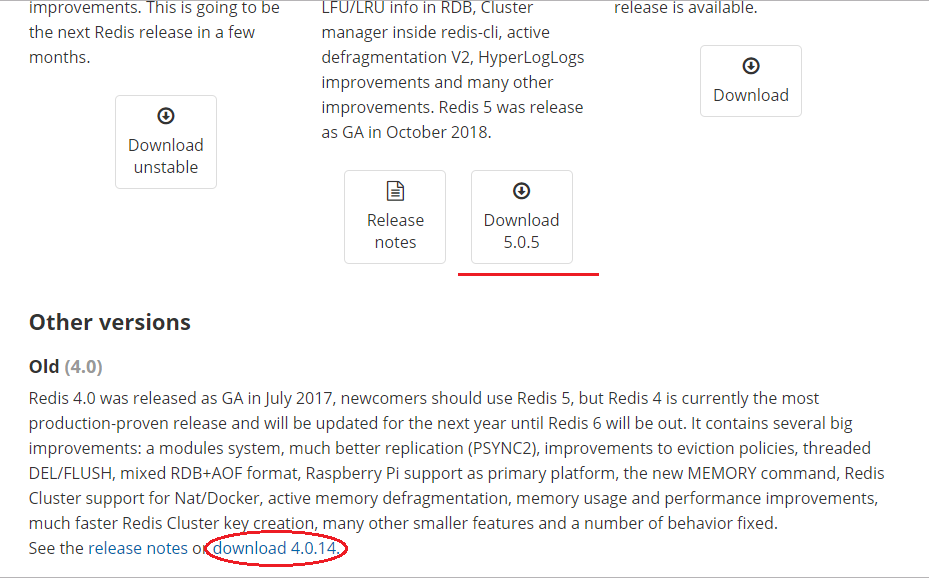 improvements. This is going to be
the next Redis release in a few
months.
Download
unstable
LFU/LRU info in RDB, Cluster
manager inside redis-cli, active
defragmentation V2, HyperLogLogs
improvements and many other
improvements. Redis 5 was release
as GA in October 2018.
Release
notes
Download
5.0.5
release is available.
Download
Other versions
Old (4.0)
Redis 4.0 was released as GA in July 2017, newcomers should use Redis 5, but Redis 4 is currently the most
production-proven release and will be updated for the next year until Redis 6 will be out. It contains several big
improvements: a modules system, much better replication (PSYNC2), improvements to eviction policies, threaded
DEL/FLUSH, mixed RDB+AOF format, Raspberry Pi support as primary platform, the new MEMORY command, Redis
Cluster support for Nat/Docker, active memory defragmentation, memory usage and performance improvements,
much faster Redis Cluster key creation, many other smaller features and a number of behavior fixed.
See the release notes or download 4.0.14.